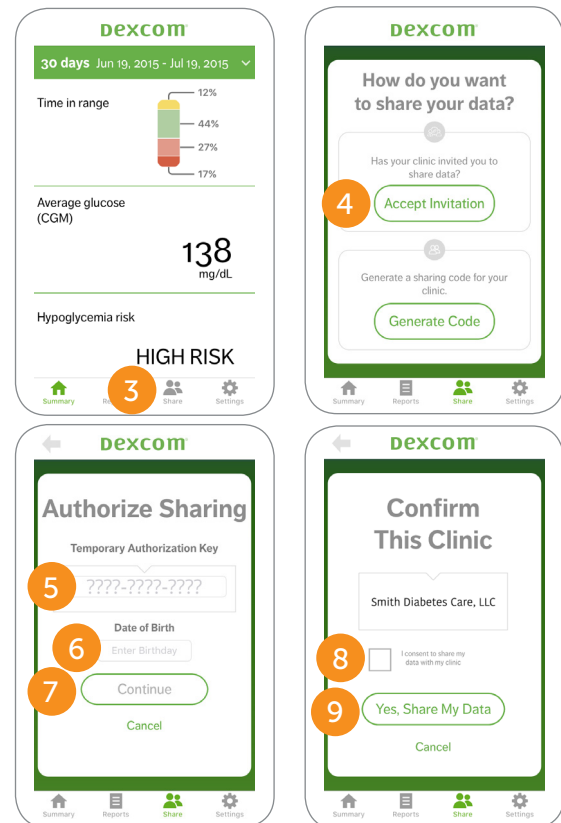 Dexcom
30 days Jun 19, 2015 - Jul 19, 2015
Time in range
12%
44%
27%
17%
Average glucose
(CGM)
138
mg/dL
Hypoglycemia risk
HIGH RISK
3
Summary Re Share Settings
Dexcom
How do you want
to share your data?
Has your clinic invited you to
share data?
4 Accept Invitation
Generate a sharing code for your
clinic.
Generate Code
Summary Reports Share Settings
Dexcom
Authorize Sharing
Temporary Authorization Key
5 ????-????-????
Date of Birth
6 Enter Birthday
7 Continue
Cancel
Summary Reports Share Settings
Dexcom
Confirm
This Clinic
Smith Diabetes Care, LLC
8 I consent to share my
data with my clinic
9 Yes, Share My Data
Cancel
Summary Reports Share Settings